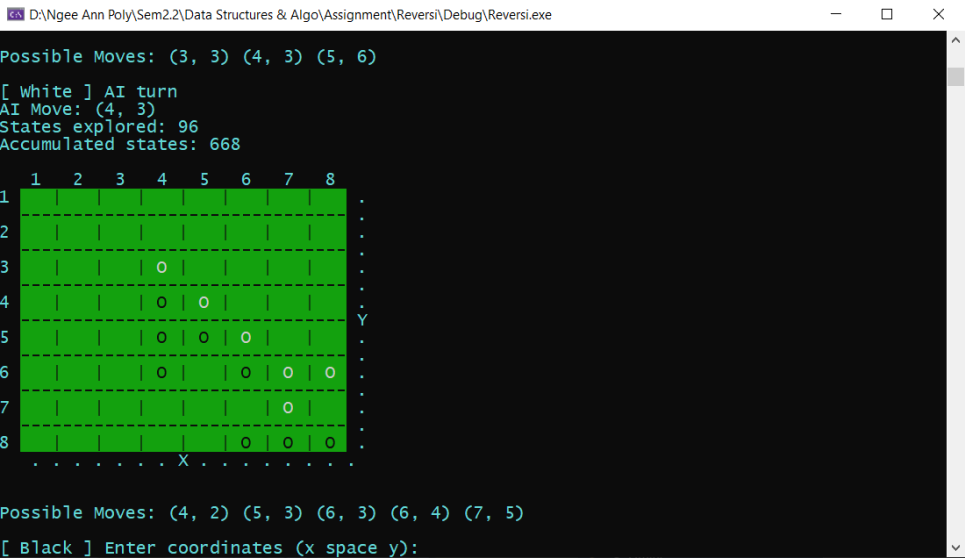 D:\Ngee Ann Poly\Sem2.2\Data Structures & Algo\Assignment\Reversi\Debug\Reversi.exe
Possible Moves: (3, 3) (4, 3) (5, 6)
[ White ] AI turn
AI Move: (4, 3)
States explored: 96
Accumulated states: 668
1 2 3 4 5 6 7 8
1 | | | | | | | .
-------------------------------- .
2 | | | | | | | .
-------------------------------- .
3 | | | O | | | | .
-------------------------------- .
4 | | | O | O | | | .
-------------------------------- Y
5 | | | O | O | O | | .
-------------------------------- .
6 | | | O | | O | O | O .
-------------------------------- .
7 | | | | | | O | .
-------------------------------- .
8 | | | | | O | O | O .
. . . . . . . X . . . . . . . .
Possible Moves: (4, 2) (5, 3) (6, 3) (6, 4) (7, 5)
[ Black ] Enter coordinates (x space y):